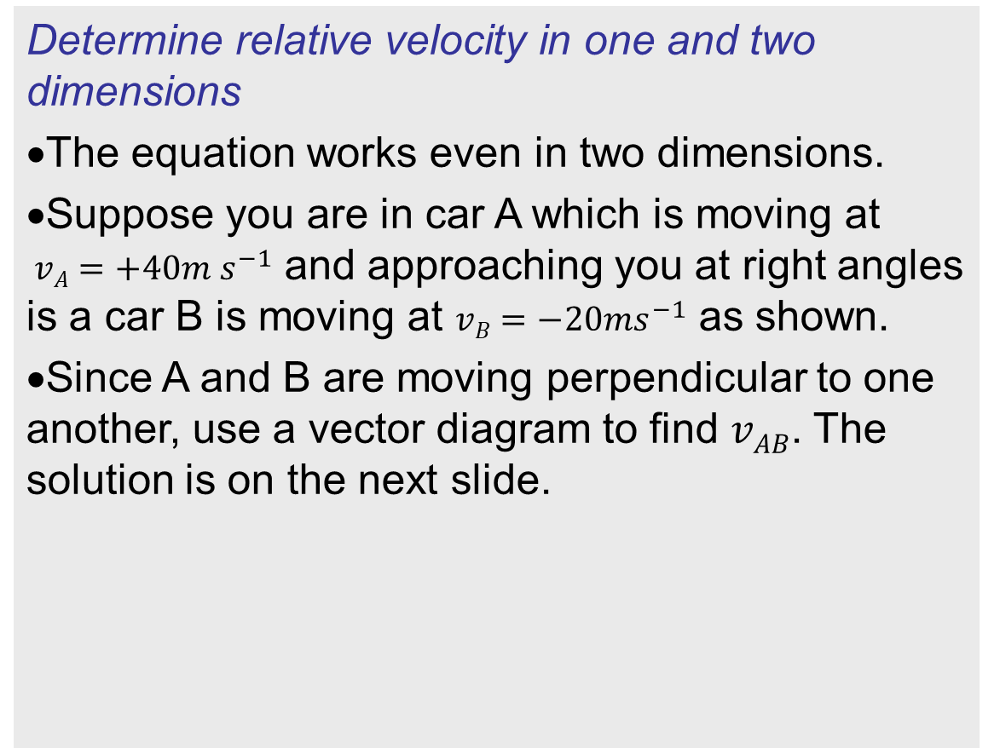 Determine relative velocity in one and two
dimensions
•The equation works even in two dimensions.
•Suppose you are in car A which is moving at
v_A = +40m s⁻¹ and approaching you at right angles
is a car B is moving at v_B = −20ms⁻¹ as shown.
•Since A and B are moving perpendicular to one
another, use a vector diagram to find v_AB. The
solution is on the next slide.